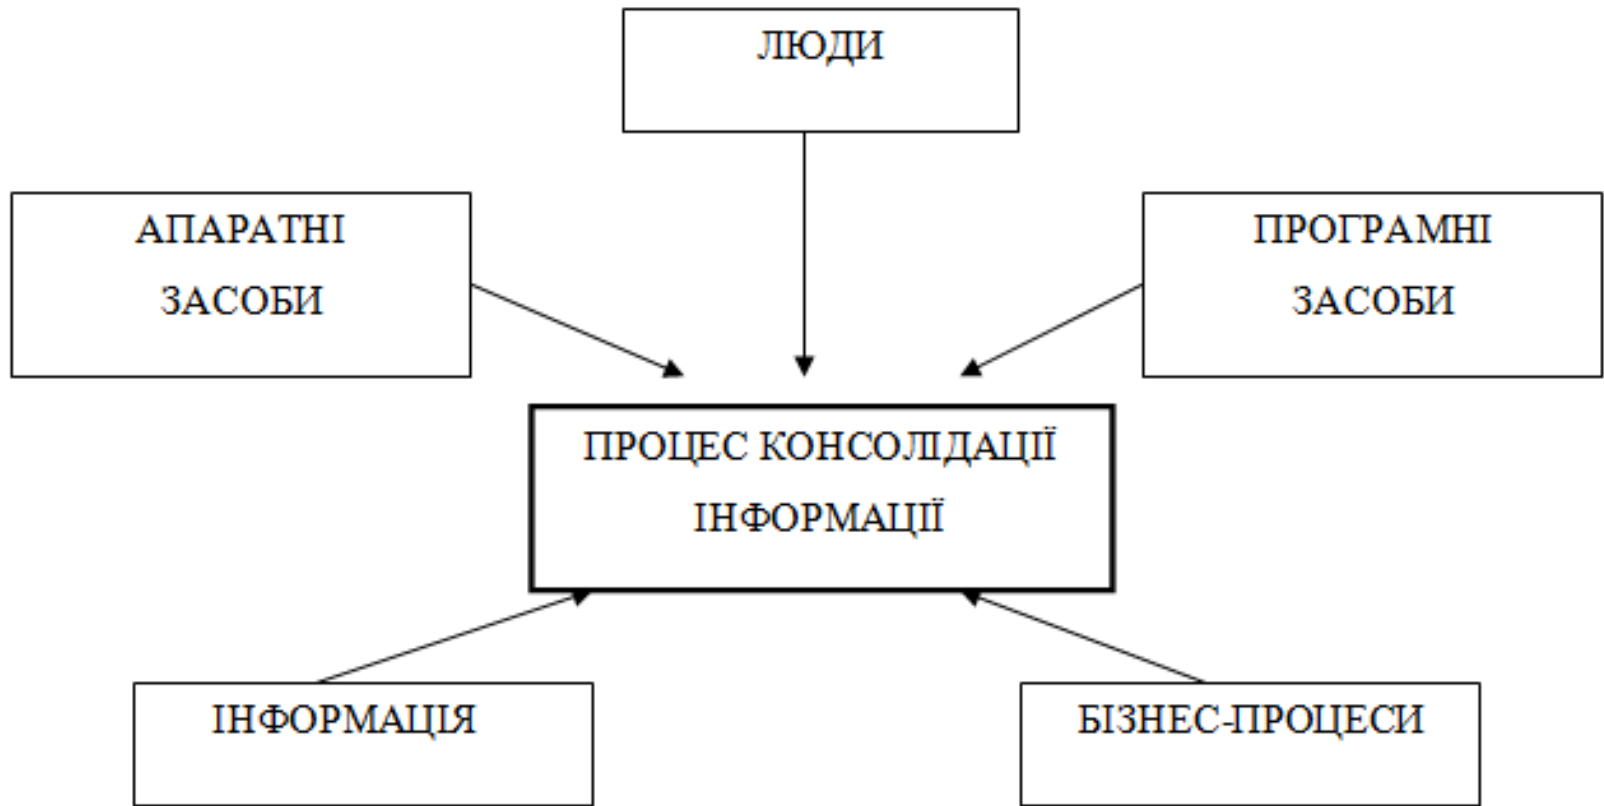 ЛЮДИ
АПАРАТНІ
ЗАСОБИ
ПРОГРАМНІ
ЗАСОБИ
ПРОЦЕС КОНСОЛІДАЦІЇ
ІНФОРМАЦІЇ
ІНФОРМАЦІЯ
БІЗНЕС-ПРОЦЕСИ